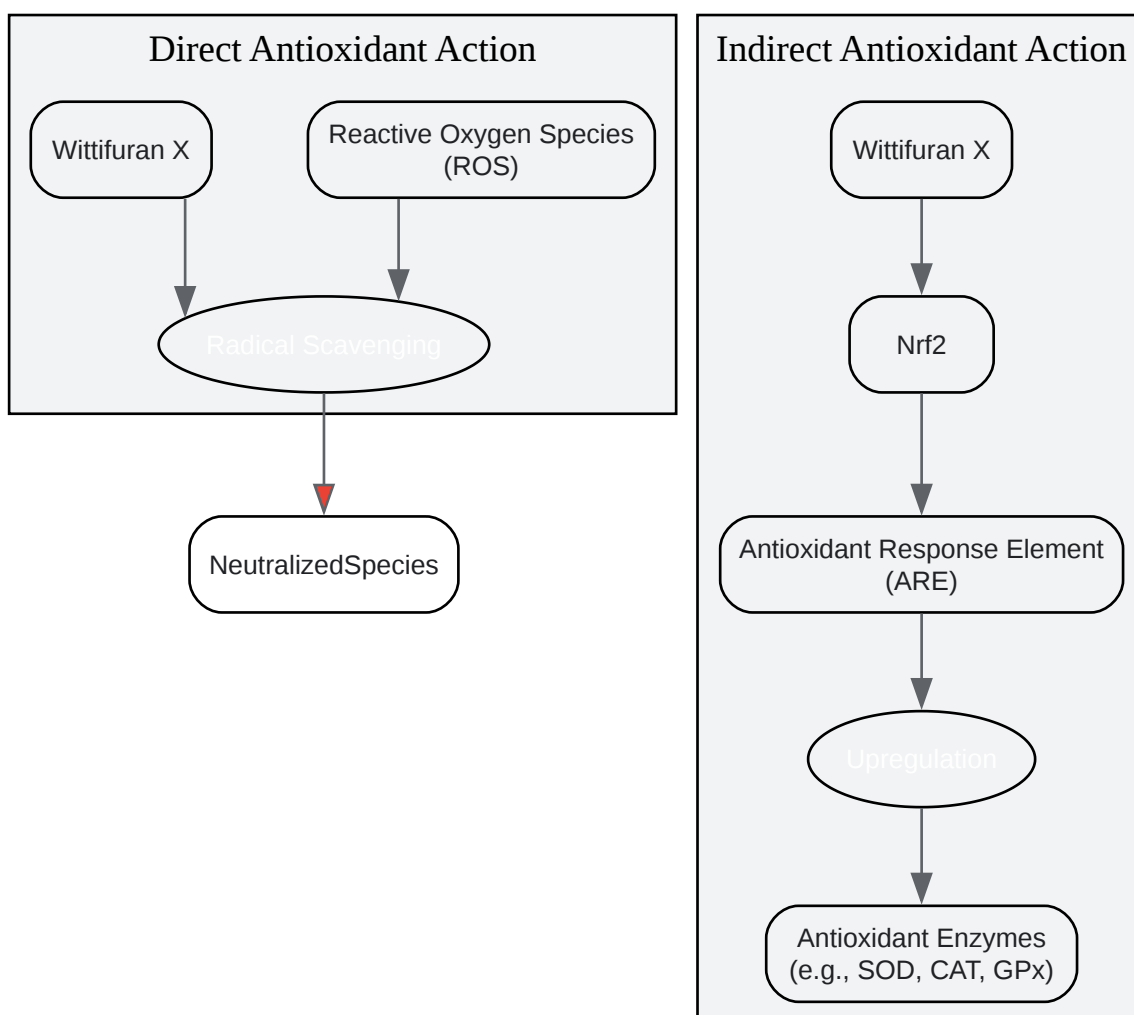 Direct Antioxidant Action
Wittifuran X
Reactive Oxygen Species
(ROS)
Radical Scavenging
NeutralizedSpecies
Indirect Antioxidant Action
Wittifuran X
Nrf2
Antioxidant Response Element
(ARE)
Upregulation
Antioxidant Enzymes
(e.g., SOD, CAT, GPx)